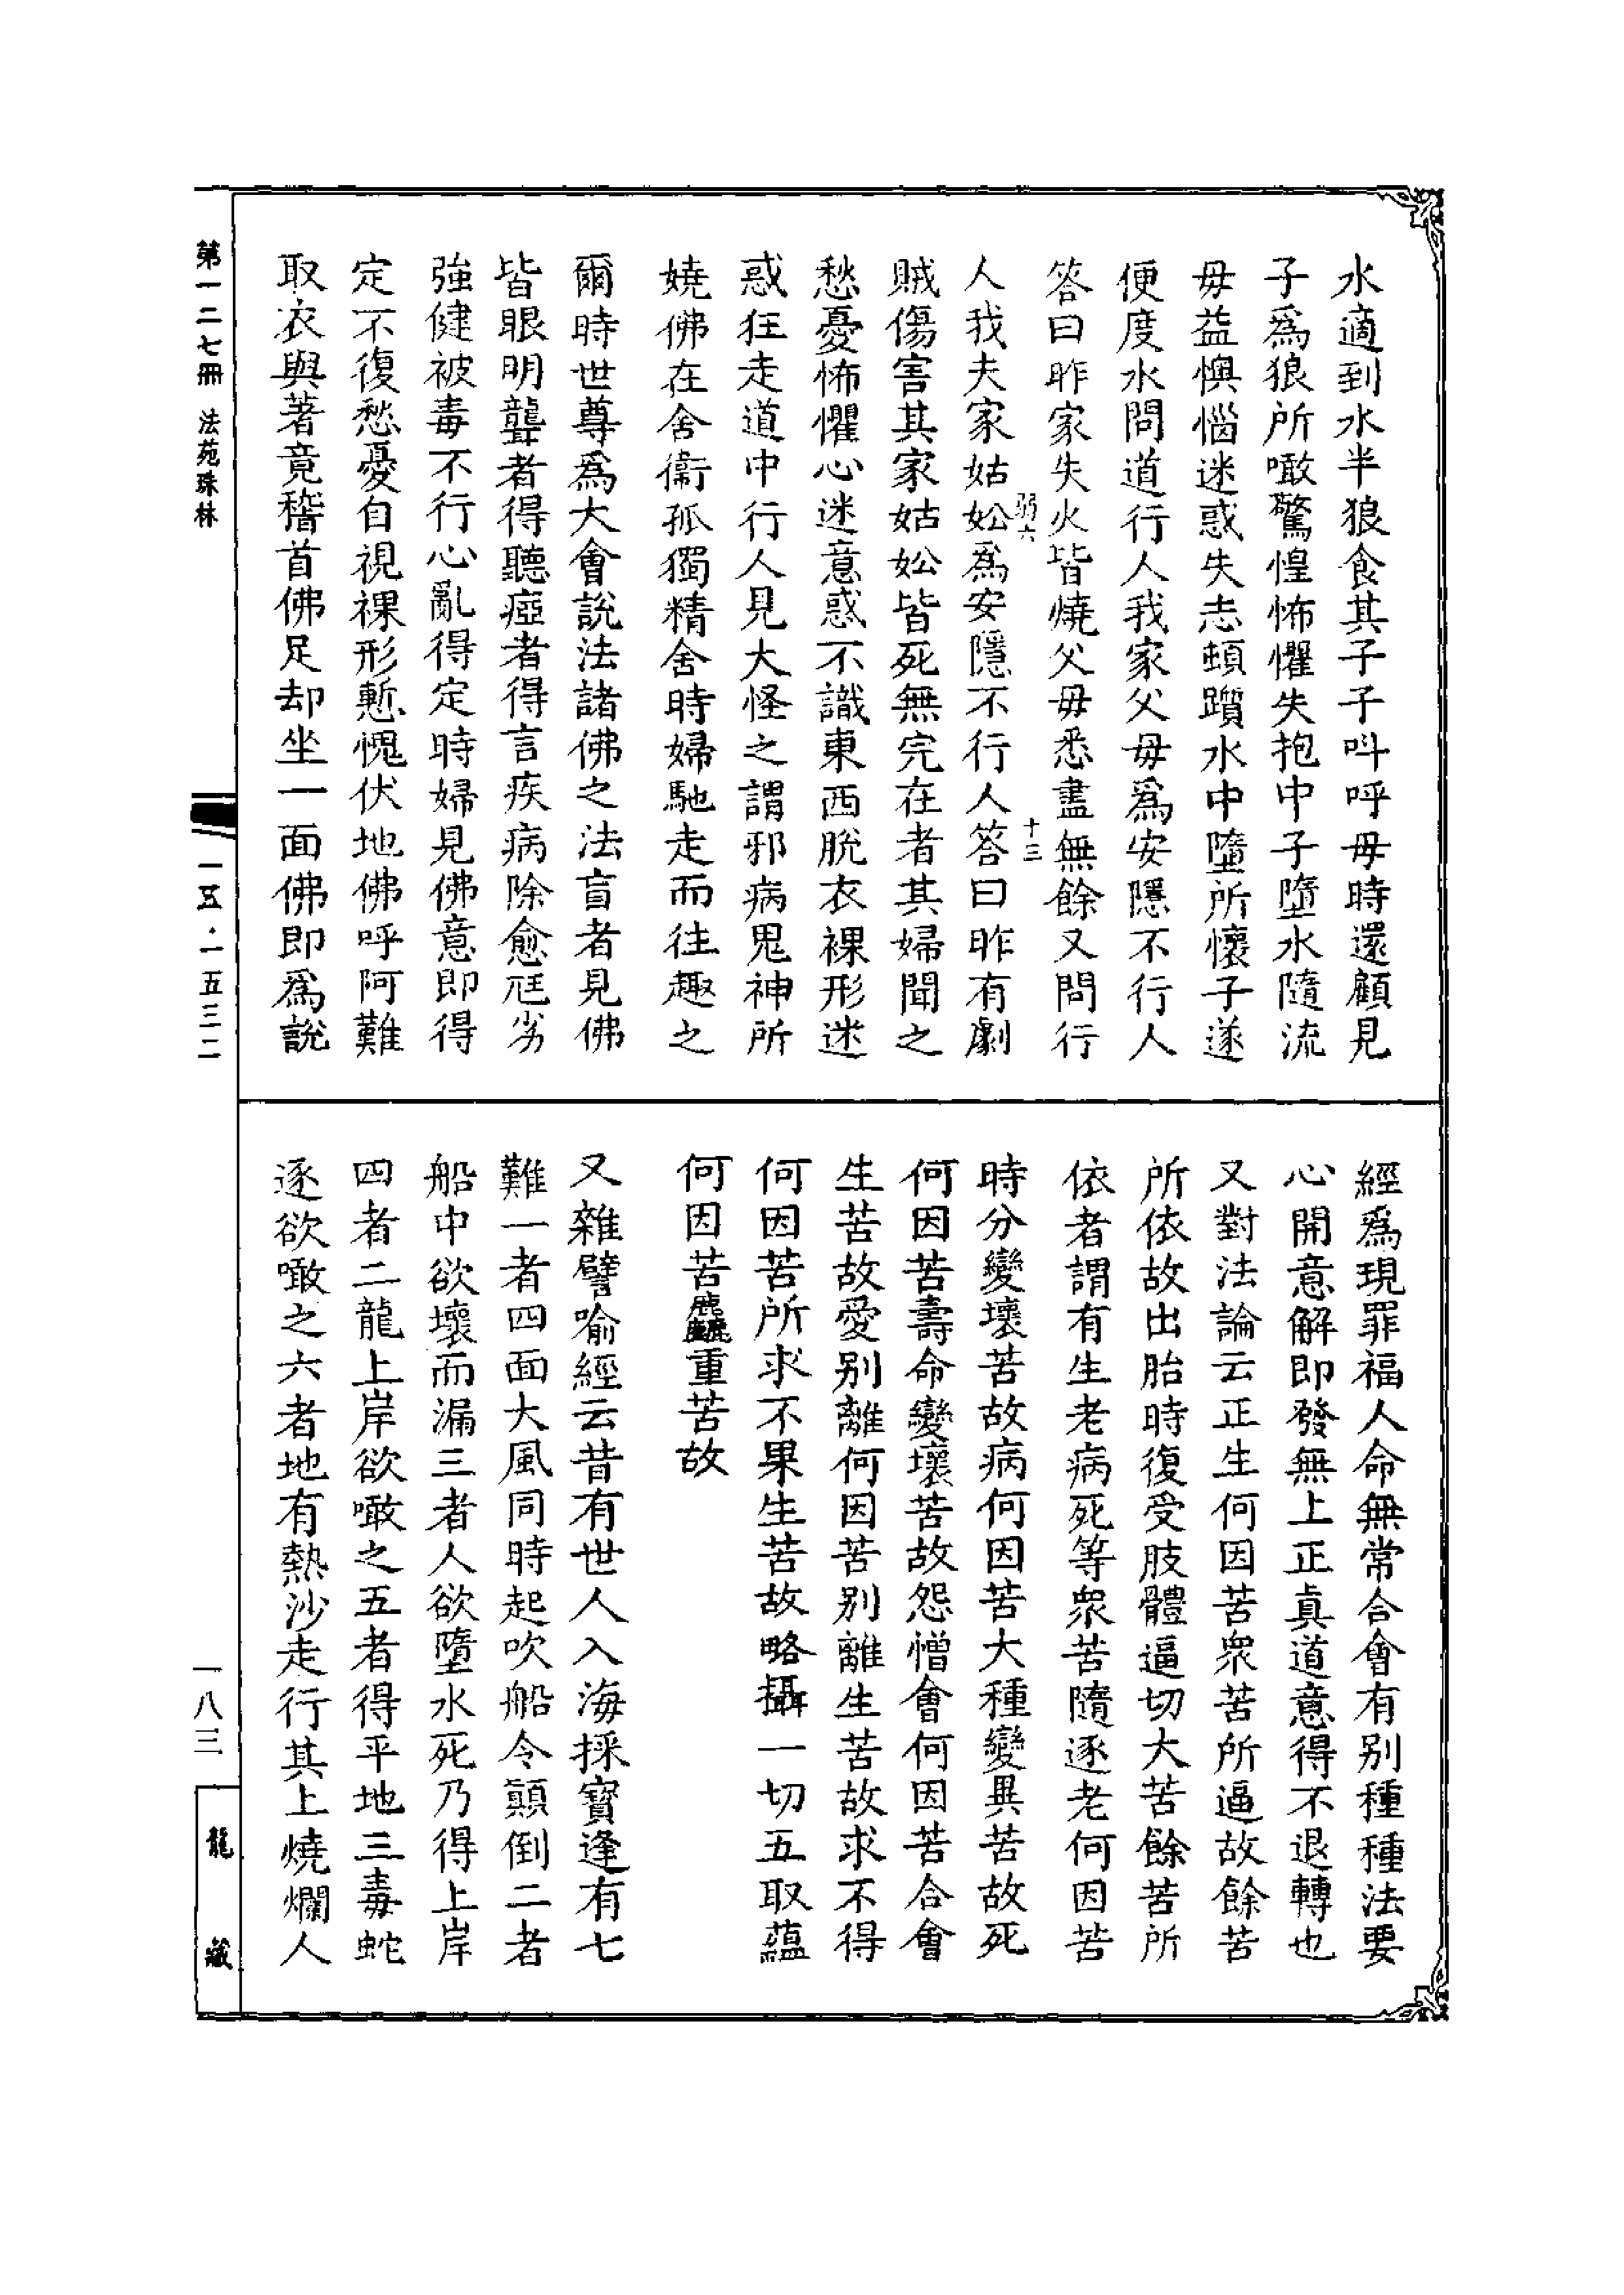 水適到水半狼食其子子呌呼母時還顧見
子為狼所噉驚惶怖懼失抱中子墮水隨流
母益懊惱迷惑失志頓躓水中墮所懷子遂
便度水問道行人我家父母為安隱不行人
答曰昨家失火皆燒父母悉盡無餘又問行
弱六
十三
人我夫家姑妐為安隱不行人答曰昨有劇
賊傷害其家姑妐皆死無完在者其婦聞之
愁憂怖懼心迷意惑不識東西脫衣裸形迷
惑狂走道中行人見大怪之謂邪病鬼神所
嬈佛在舍衞孤獨精舍時婦馳走而往趣之
爾時世尊為大會說法諸佛之法盲者見佛
皆眼明聾者得聽瘂者得言疾病除愈尫劣
強健被毒不行心亂得定時婦見佛意即得
定不復愁憂自視裸形慙愧伏地佛呼阿難
取衣與著竟稽首佛足却坐一面佛即為說
經為現罪福人命無常合會有別種種法要
心開意解即發無上正真道意得不退轉也
又對法論云正生何因苦衆苦所逼故餘苦
所依故出胎時復受肢體逼切大苦餘苦所
依者謂有生老病死等衆苦隨逐老何因苦
時分變壞苦故病何因苦大種變異苦故死
何因苦壽命變壞苦故怨憎會何因苦合會
生苦故愛別離何因苦別離生苦故求不得
何因苦所求不果生苦故略攝一切五取蘊
何因苦麤重苦故
又雜譬喻經云昔有世人入海採寶逢有七
難一者四面大風同時起吹船令顛倒二者
船中欲壞而漏三者人欲墮水死乃得上岸
四者二龍上岸欲噉之五者得平地三毒蛇
逐欲噉之六者地有熱沙走行其上燒爛人
第一二七冊 法苑珠林
一五·一五三二
一八三
龍藏